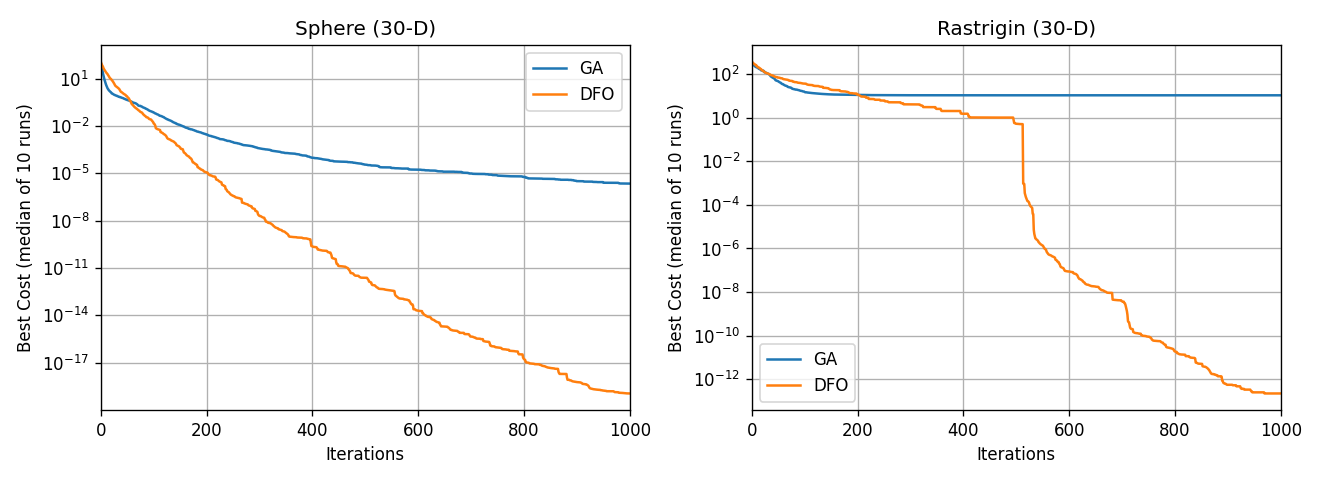 Sphere (30-D)
Best Cost (median of 10 runs)
10^1
10^-2
10^-5
10^-8
10^-11
10^-14
10^-17
GA
DFO
0 200 400 600 800 1000
Iterations
Rastrigin (30-D)
Best Cost (median of 10 runs)
10^2
10^0
10^-2
10^-4
10^-6
10^-8
10^-10
10^-12
GA
DFO
0 200 400 600 800 1000
Iterations